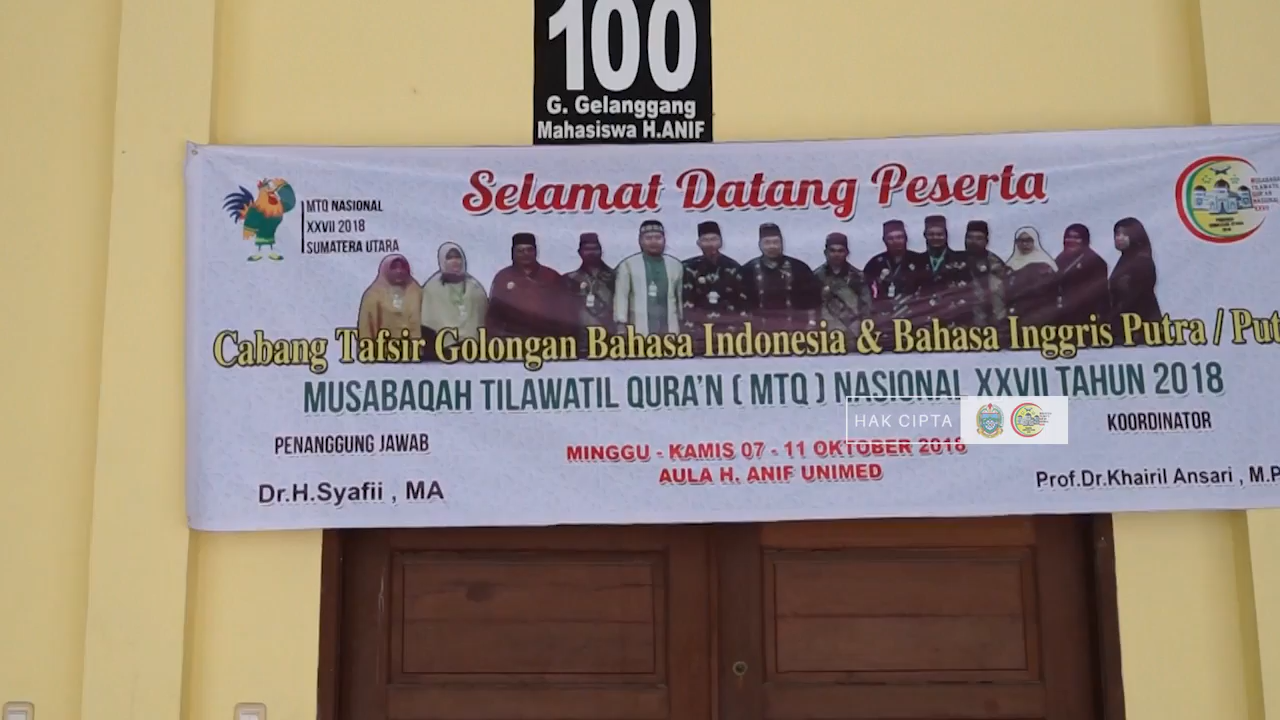 100
G. Gelanggang
Mahasiswa H.ANIF
Selamat Datang Peserta
MTQ NASIONAL
XXVII 2018
SUMATERA UTARA
Cabang Tafsir Golongan Bahasa Indonesia & Bahasa Inggris Putra / Put
MUSABAQAH TILAWATIL QURA'N ( MTQ ) NASIONAL XXVII TAHUN 2018
HAK CIPTA
PENANGGUNG JAWAB
KOORDINATOR
MINGGU - KAMIS 07 - 11 OKTOBER 2018
AULA H. ANIF UNIMED
Dr.H.Syafii , MA
Prof.Dr.Khairil Ansari , M.P